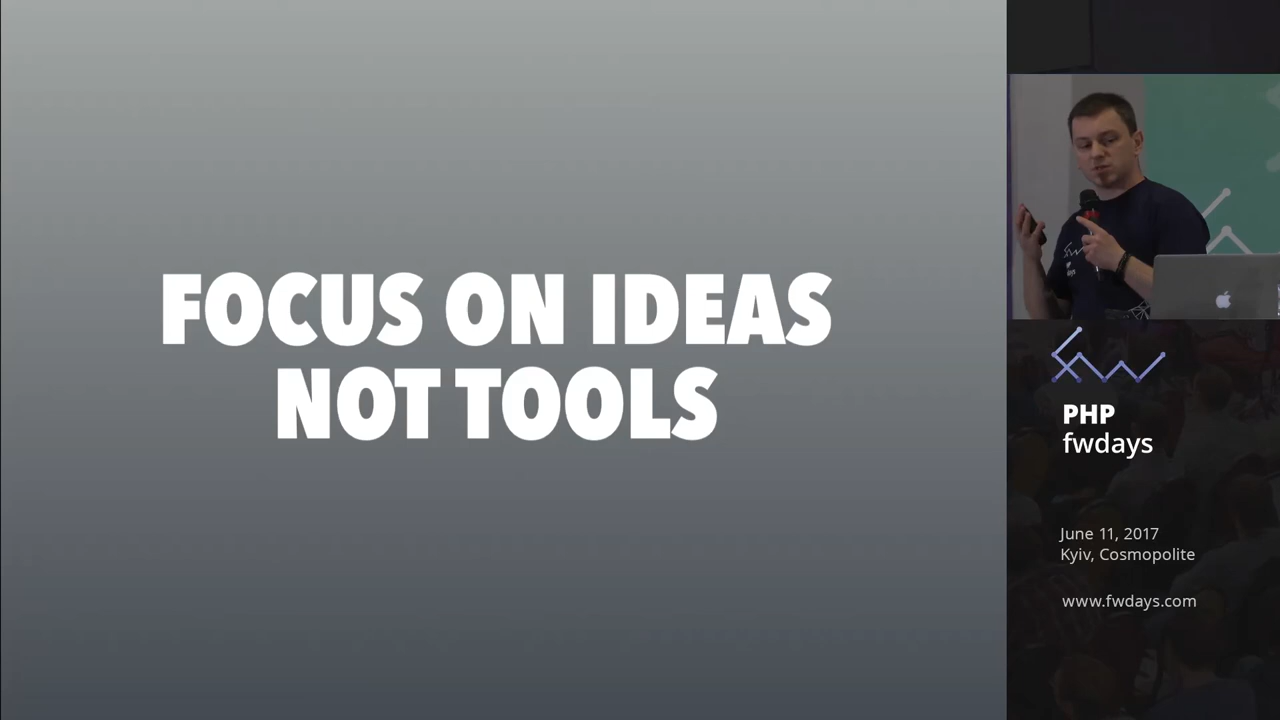 FOCUS ON IDEAS
NOT TOOLS
PHP
fwdays
June 11, 2017
Kyiv, Cosmopolite
www.fwdays.com